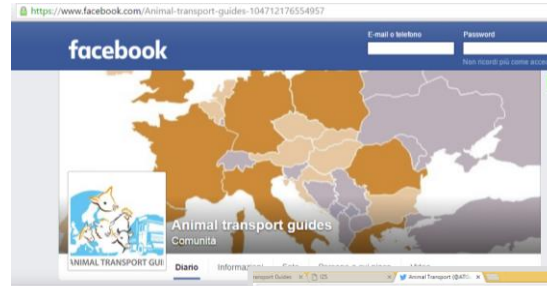 https://www.facebook.com/Animal-transport-guides-104712176554957
facebook
E-mail o telefono
Password
Non ricordi più come acce
Animal transport guides
Comunità
ANIMAL TRANSPORT GUI
Diario Informazioni
Animal Transport (@ATG